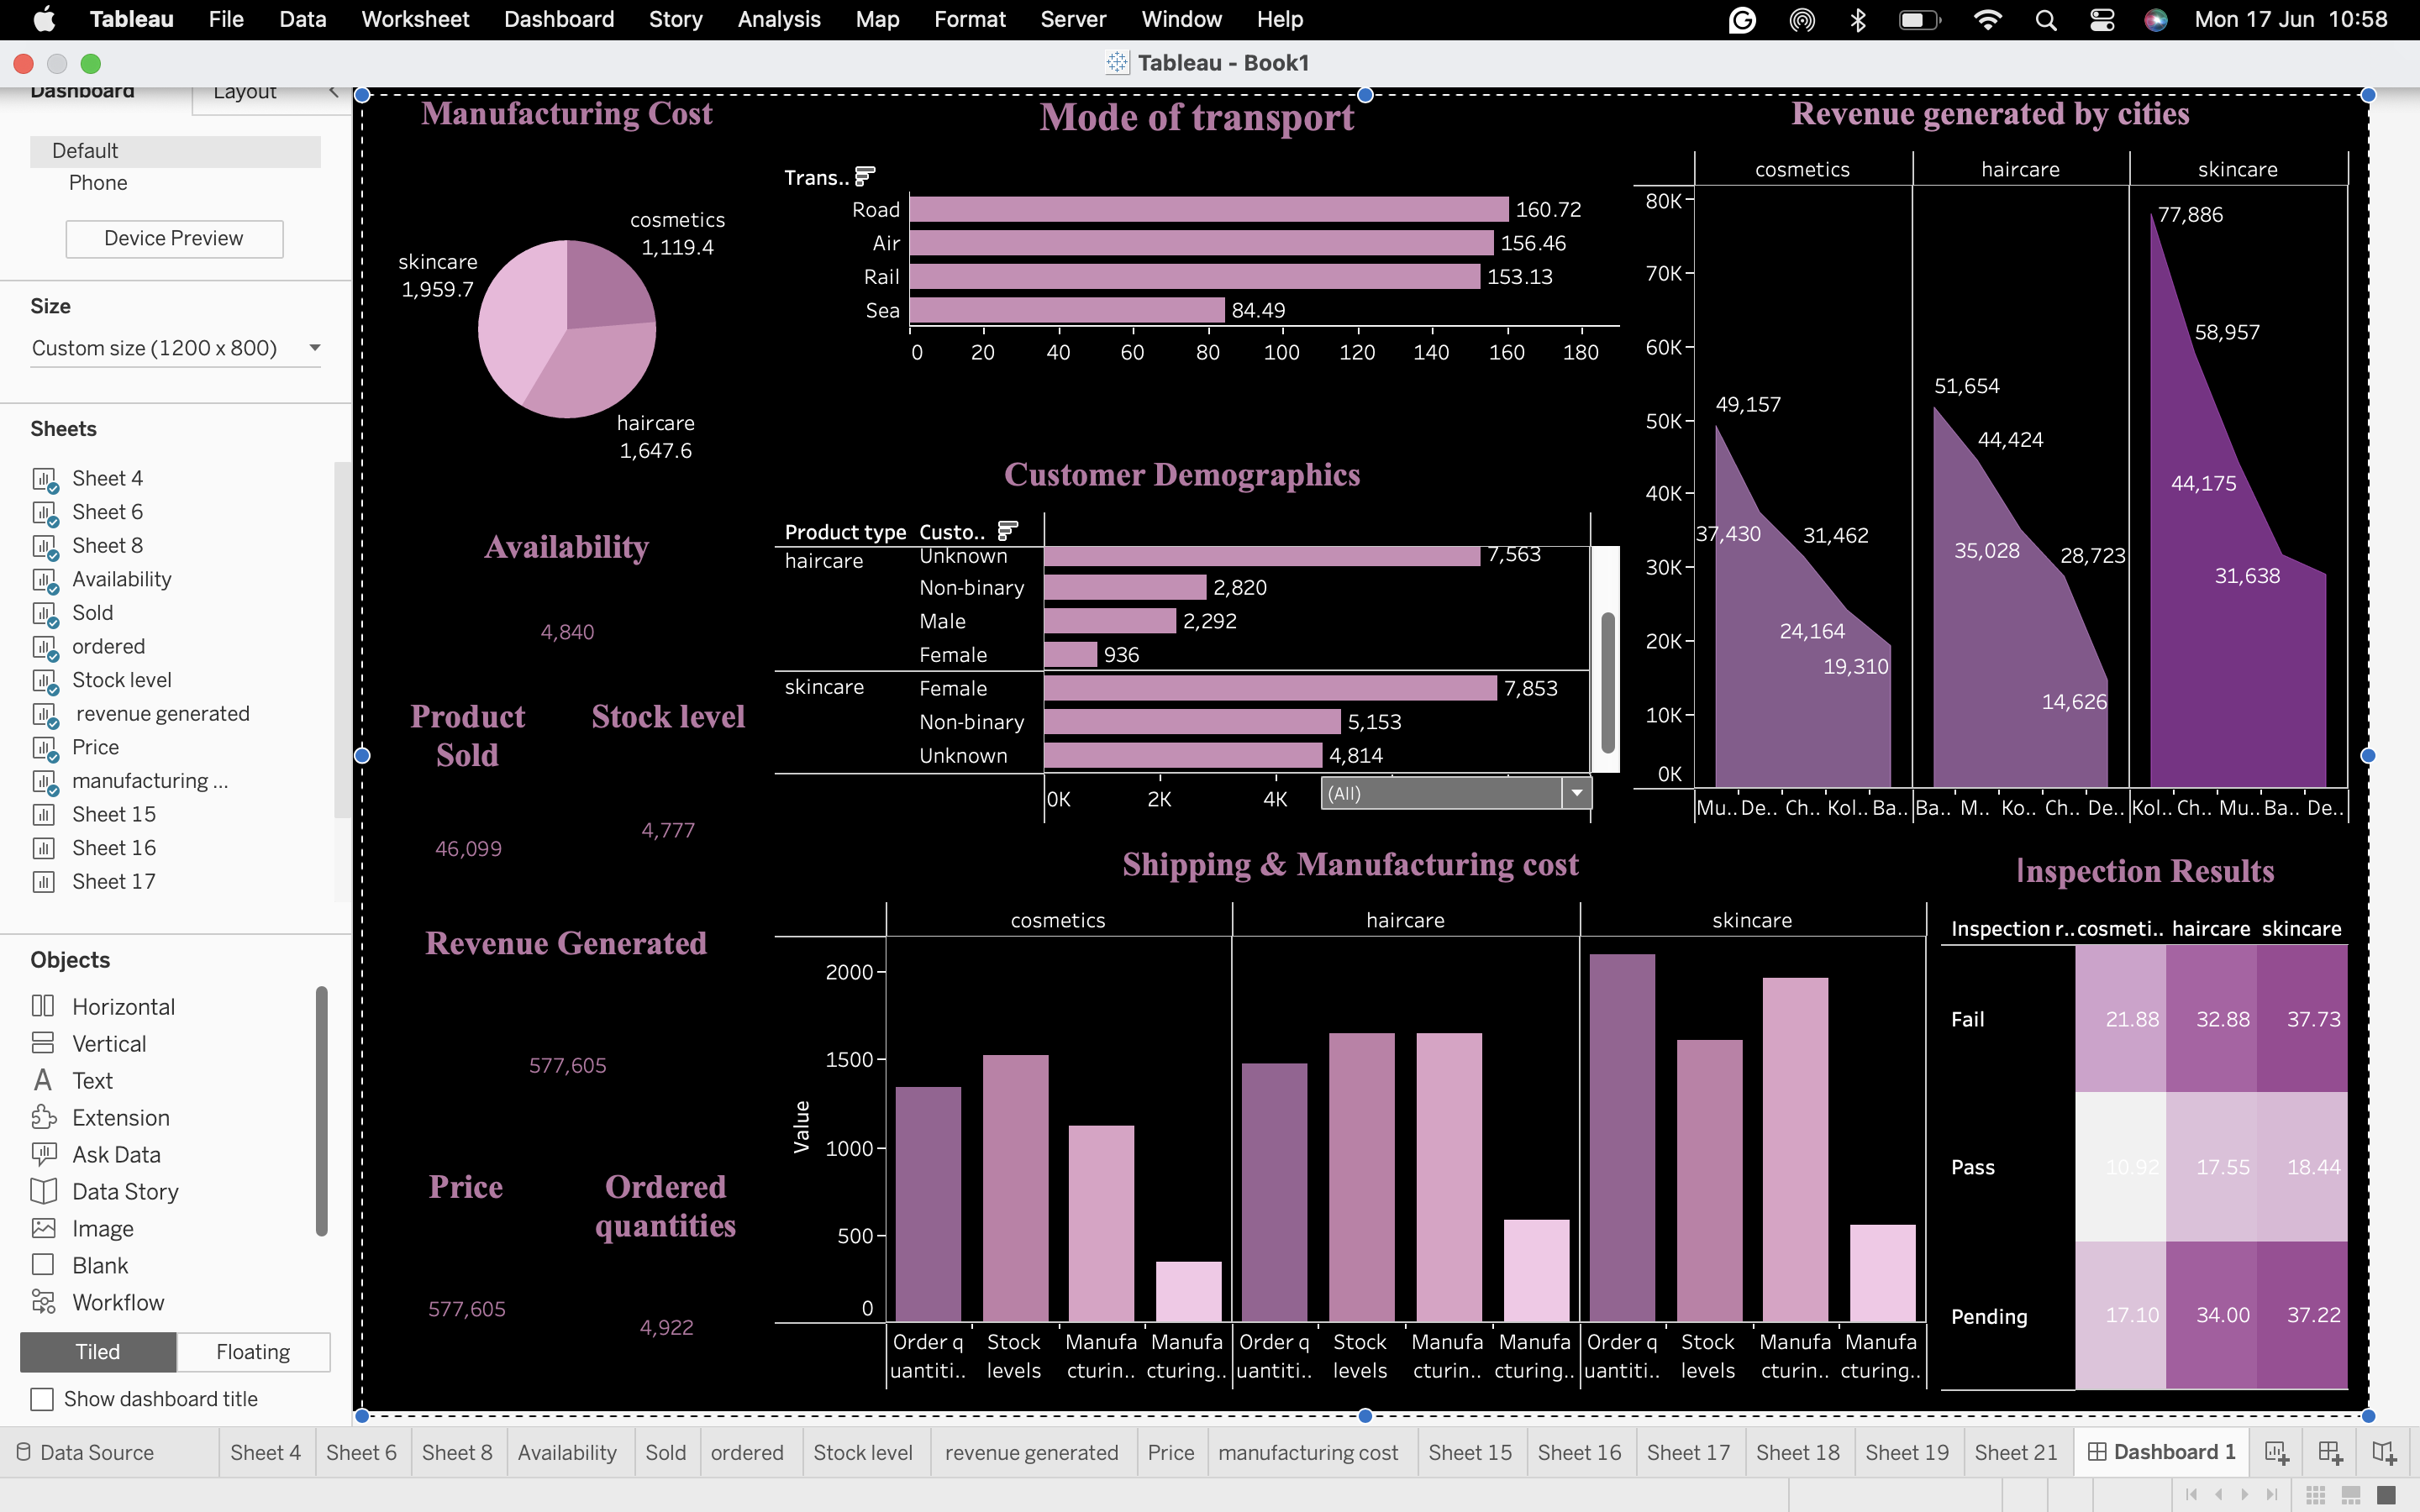 Tableau File Data Worksheet Dashboard Story Analysis Map Format Server Window Help Mon 17 Jun 10:58
Tableau - Book1
Dashboard Layout
Default
Phone
Device Preview
Size
Custom size (1200 x 800)
Sheets
Sheet 4
Sheet 6
Sheet 8
Availability
Sold
ordered
Stock level
revenue generated
Price
manufacturing ...
Sheet 15
Sheet 16
Sheet 17
Objects
Horizontal
Vertical
Text
Extension
Ask Data
Data Story
Image
Blank
Workflow
Tiled Floating
Show dashboard title
Manufacturing Cost
cosmetics
1,119.4
skincare
1,959.7
haircare
1,647.6
Availability
4,840
Product
Sold
46,099
Stock level
4,777
Revenue Generated
577,605
Price
577,605
Ordered
quantities
4,922
Mode of transport
Trans..
Road 160.72
Air 156.46
Rail 153.13
Sea 84.49
0 20 40 60 80 100 120 140 160 180
Customer Demographics
Product type Custo..
haircare Unknown 7,563
Non-binary 2,820
Male 2,292
Female 936
skincare Female 7,853
Non-binary 5,153
Unknown 4,814
0K 2K 4K
(All)
Revenue generated by cities
cosmetics haircare skincare
80K
70K
60K
50K
40K
30K
20K
10K
0K
49,157
37,430
31,462
24,164
19,310
51,654
44,424
35,028
28,723
14,626
77,886
58,957
44,175
31,638
Mu.. De.. Ch.. Kol.. Ba.. Ba.. M.. Ko.. Ch.. De.. Kol.. Ch.. Mu.. Ba.. De..
Shipping & Manufacturing cost
cosmetics haircare skincare
Value
2000
1500
1000
500
0
Order q Stock Manufa Manufa Order q Stock Manufa Manufa Order q Stock Manufa Manufa
uantiti.. levels cturin.. cturing.. uantiti.. levels cturin.. cturing.. uantiti.. levels cturin.. cturing..
Inspection Results
Inspection r.. cosmeti.. haircare skincare
Fail 21.88 32.88 37.73
Pass 10.92 17.55 18.44
Pending 17.10 34.00 37.22
Data Source Sheet 4 Sheet 6 Sheet 8 Availability Sold ordered Stock level revenue generated Price manufacturing cost Sheet 15 Sheet 16 Sheet 17 Sheet 18 Sheet 19 Sheet 21 Dashboard 1